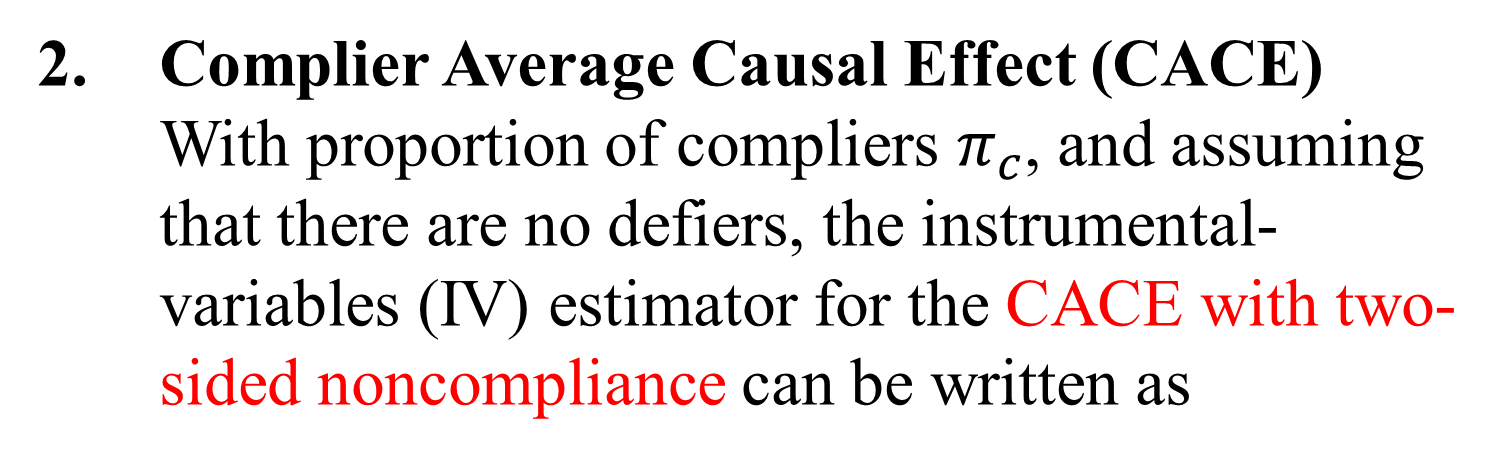 2. Complier Average Causal Effect (CACE)
With proportion of compliers π_c, and assuming
that there are no defiers, the instrumental-
variables (IV) estimator for the CACE with two-
sided noncompliance can be written as